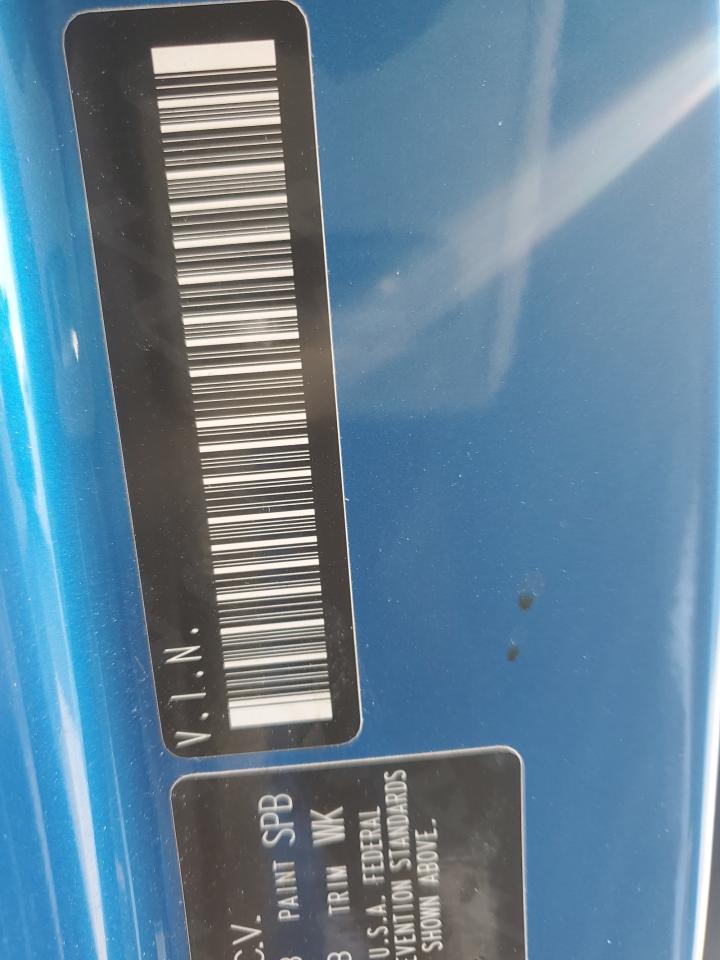 V.I.N.
C.V.
PAINT SPB
TRIM WK
U.S.A. FEDERAL
EVENTION STANDARDS
SHOWN ABOVE.